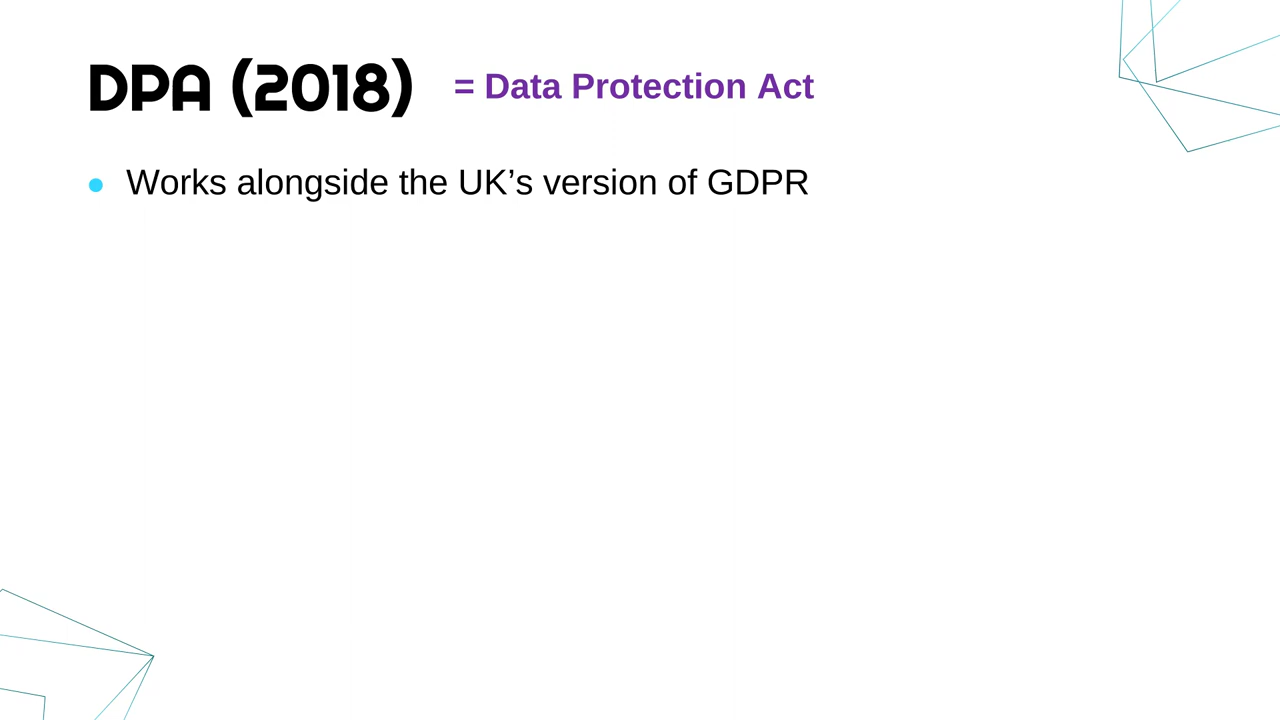 DPA (2018) = Data Protection Act
• Works alongside the UK’s version of GDPR